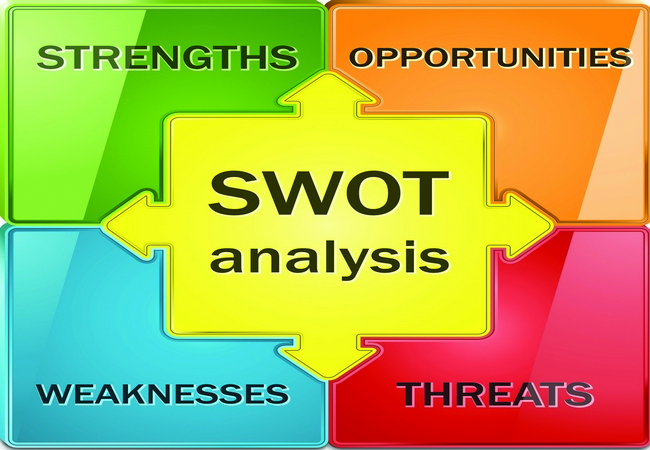 STRENGTHS
OPPORTUNITIES
SWOT
analysis
WEAKNESSES
THREATS